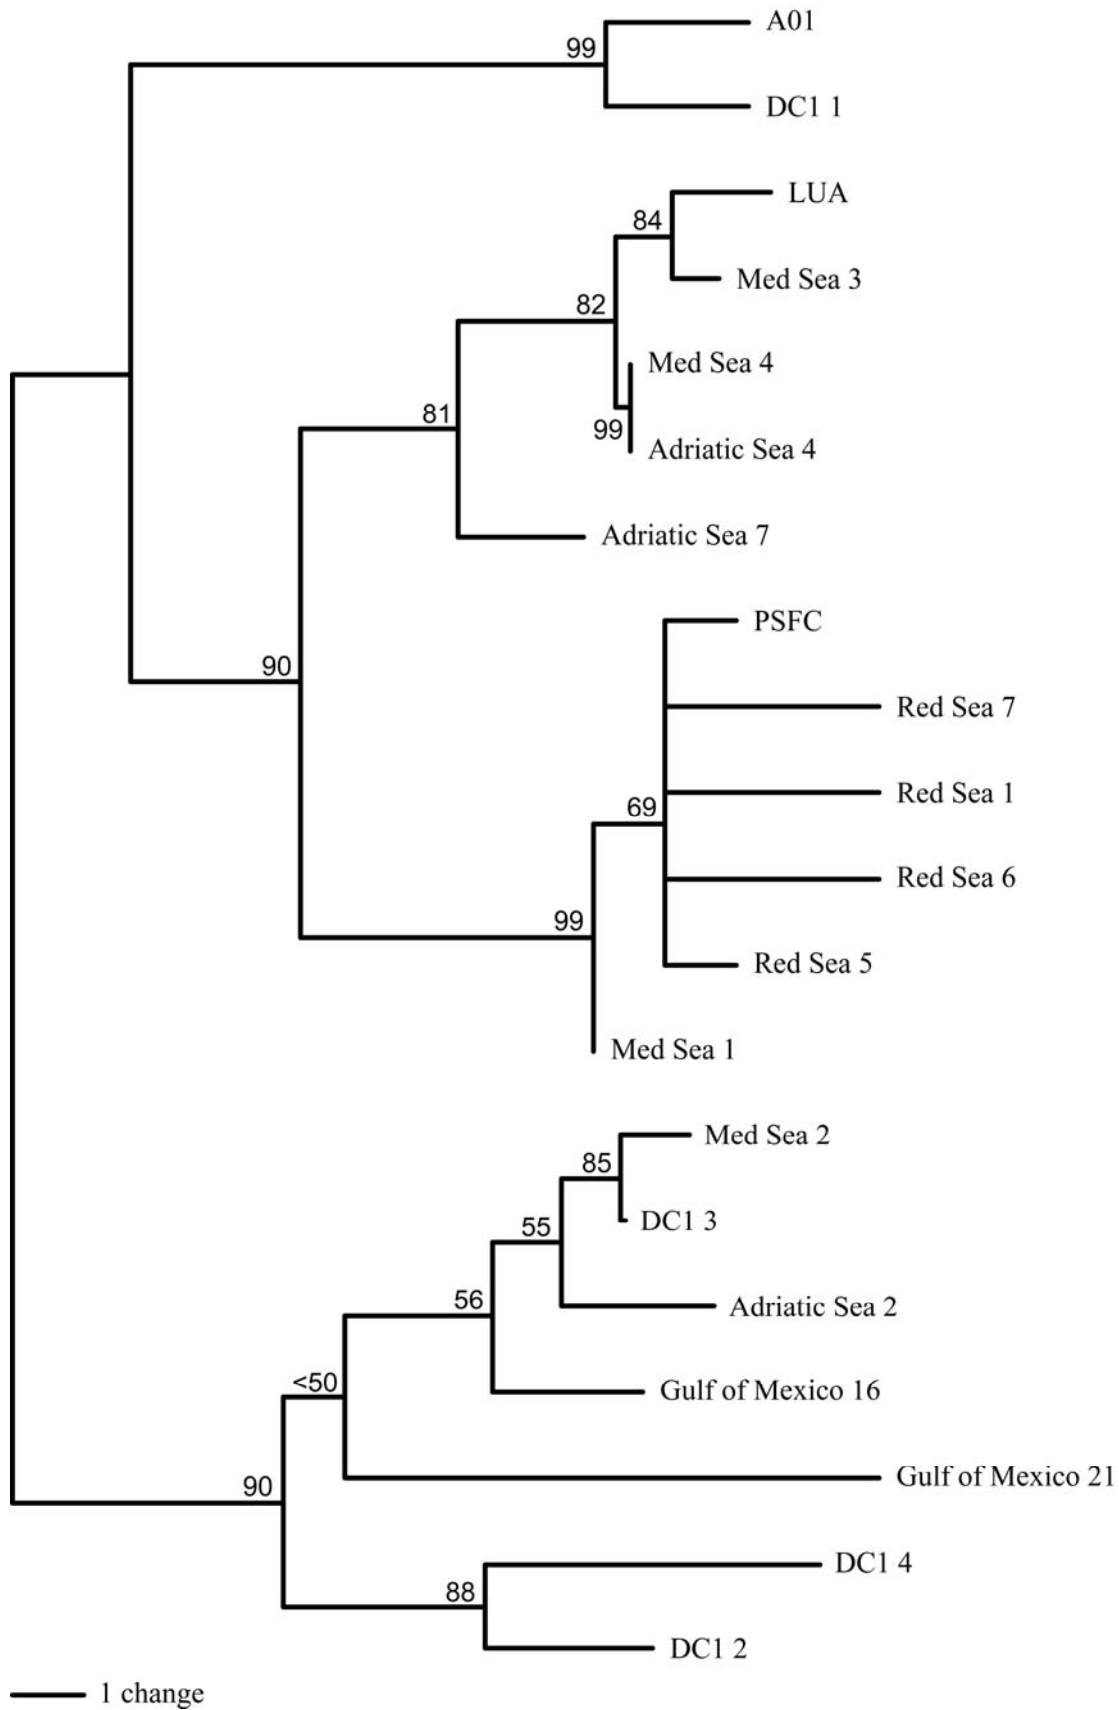 A01
99
DC1 1
LUA
84
Med Sea 3
82
Med Sea 4
81
99
Adriatic Sea 4
Adriatic Sea 7
PSFC
90
Red Sea 7
Red Sea 1
69
Red Sea 6
99
Red Sea 5
Med Sea 1
Med Sea 2
85
DC1 3
55
56
Adriatic Sea 2
<50
Gulf of Mexico 16
90
Gulf of Mexico 21
DC1 4
88
DC1 2
1 change